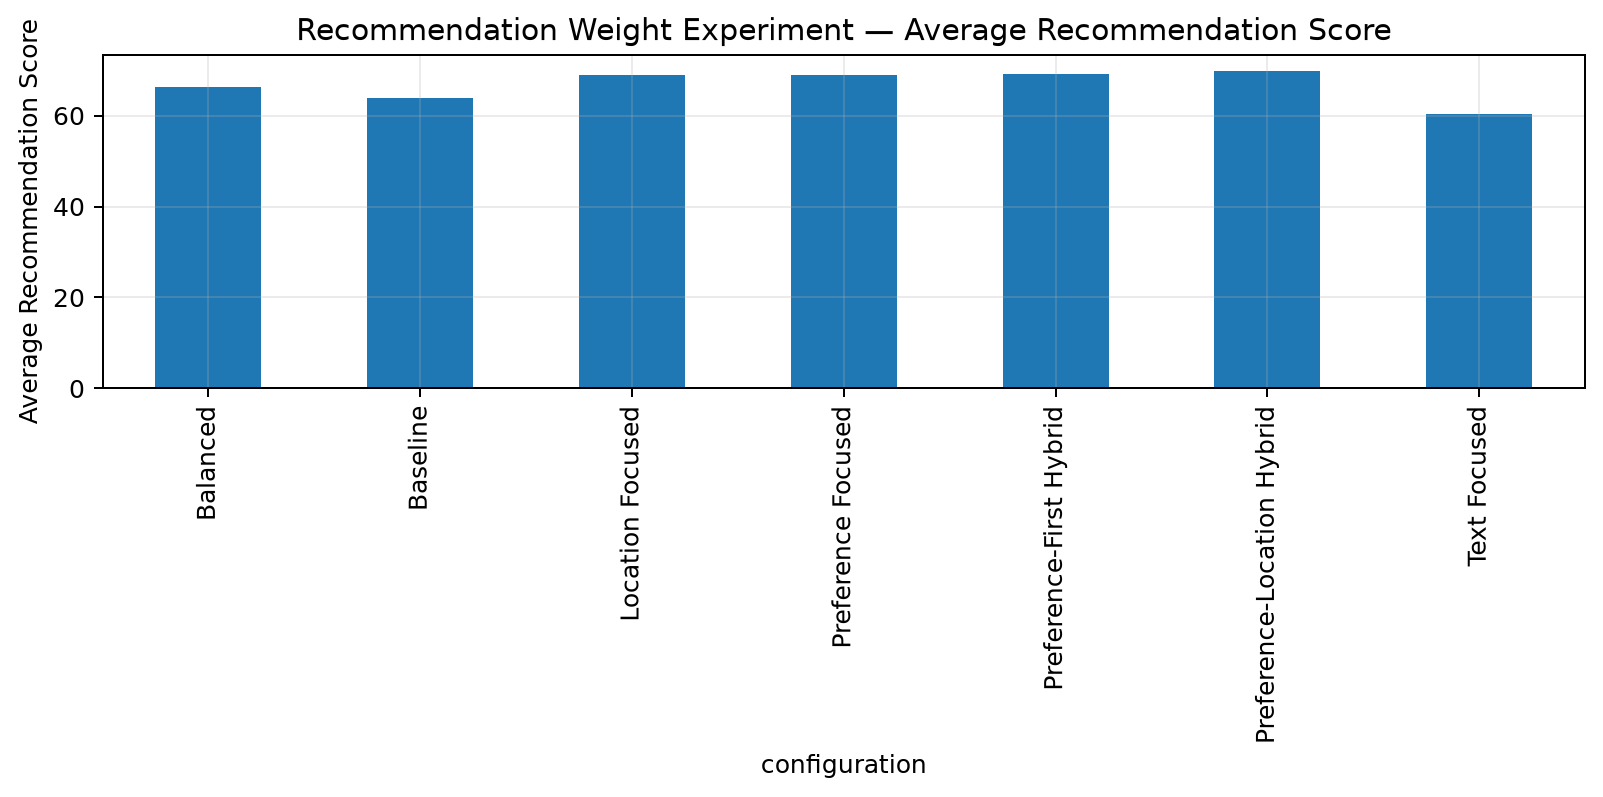 Recommendation Weight Experiment — Average Recommendation Score
Average Recommendation Score
60
40
20
0
Balanced
Baseline
Location Focused
Preference Focused
Preference-First Hybrid
Preference-Location Hybrid
Text Focused
configuration